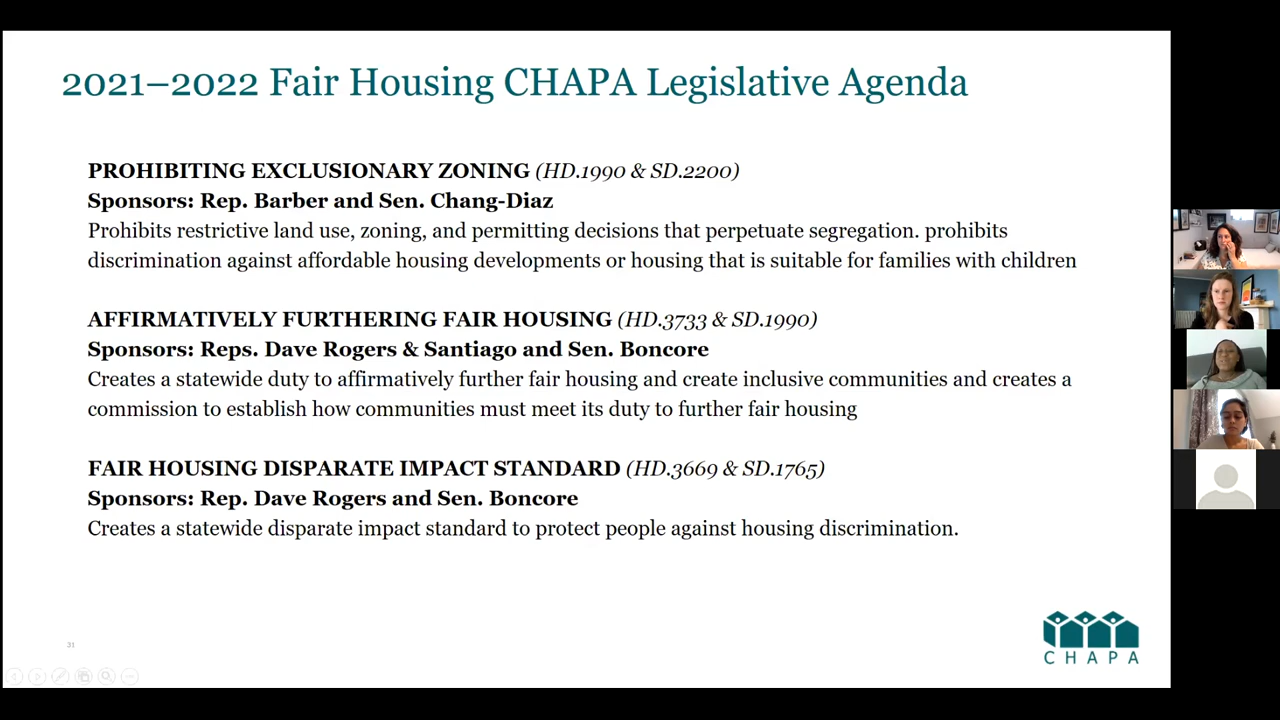 2021–2022 Fair Housing CHAPA Legislative Agenda
PROHIBITING EXCLUSIONARY ZONING (HD.1990 & SD.2200)
Sponsors: Rep. Barber and Sen. Chang-Diaz
Prohibits restrictive land use, zoning, and permitting decisions that perpetuate segregation. prohibits
discrimination against affordable housing developments or housing that is suitable for families with children
AFFIRMATIVELY FURTHERING FAIR HOUSING (HD.3733 & SD.1990)
Sponsors: Reps. Dave Rogers & Santiago and Sen. Boncore
Creates a statewide duty to affirmatively further fair housing and create inclusive communities and creates a
commission to establish how communities must meet its duty to further fair housing
FAIR HOUSING DISPARATE IMPACT STANDARD (HD.3669 & SD.1765)
Sponsors: Rep. Dave Rogers and Sen. Boncore
Creates a statewide disparate impact standard to protect people against housing discrimination.
31
CHAPA